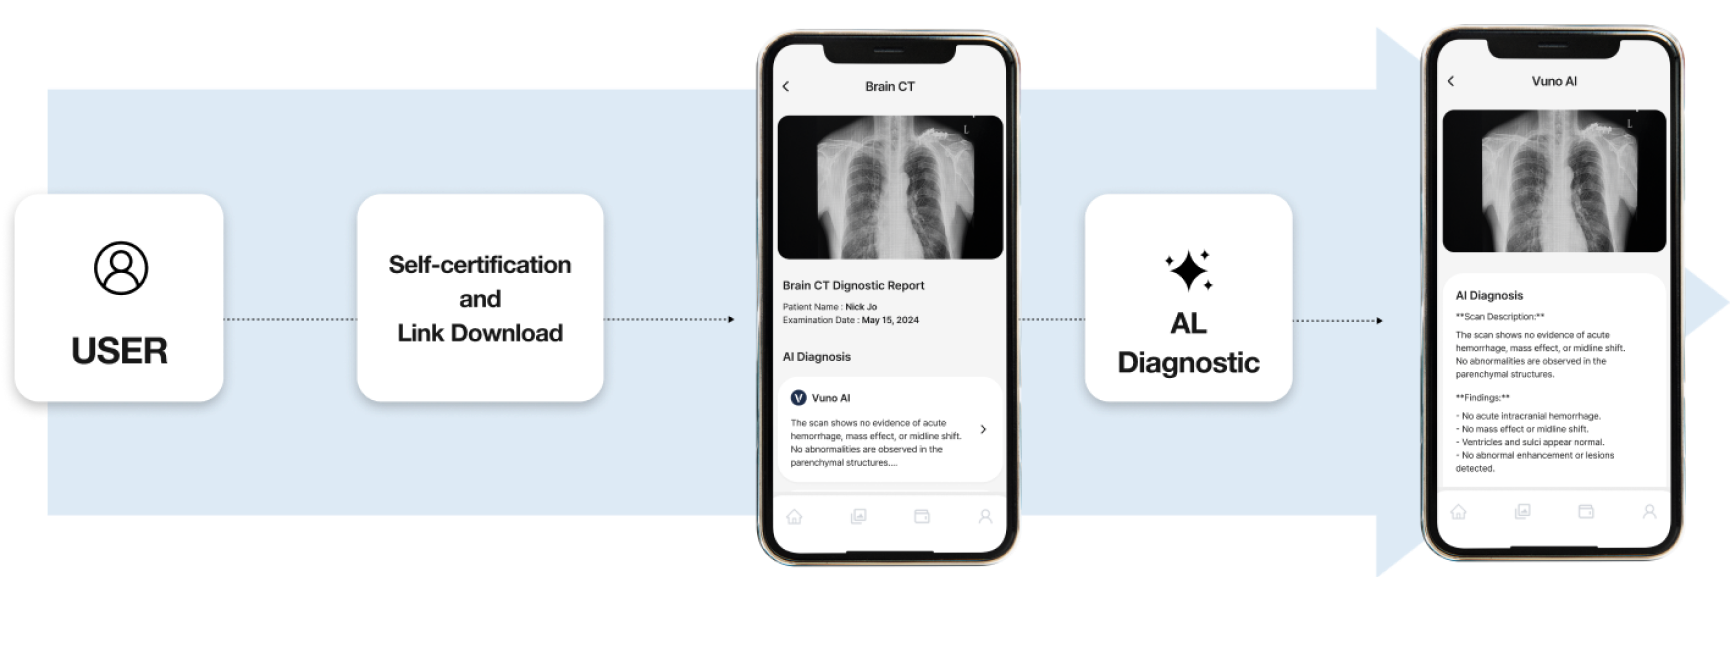 USER
Self-certification
and
Link Download
Brain CT
L
Brain CT Dignostic Report
Patient Name : Nick Jo
Examination Date : May 15, 2024
AI Diagnosis
V Vuno AI
The scan shows no evidence of acute
hemorrhage, mass effect, or midline shift.
No abnormalities are observed in the
parenchymal structures....
AL
Diagnostic
Vuno AI
L
AI Diagnosis
**Scan Description:**
The scan shows no evidence of acute
hemorrhage, mass effect, or midline shift.
No abnormalities are observed in the
parenchymal structures.
**Findings:**
- No acute intracranial hemorrhage.
- No mass effect or midline shift.
- Ventricles and sulci appear normal.
- No abnormal enhancement or lesions
detected.